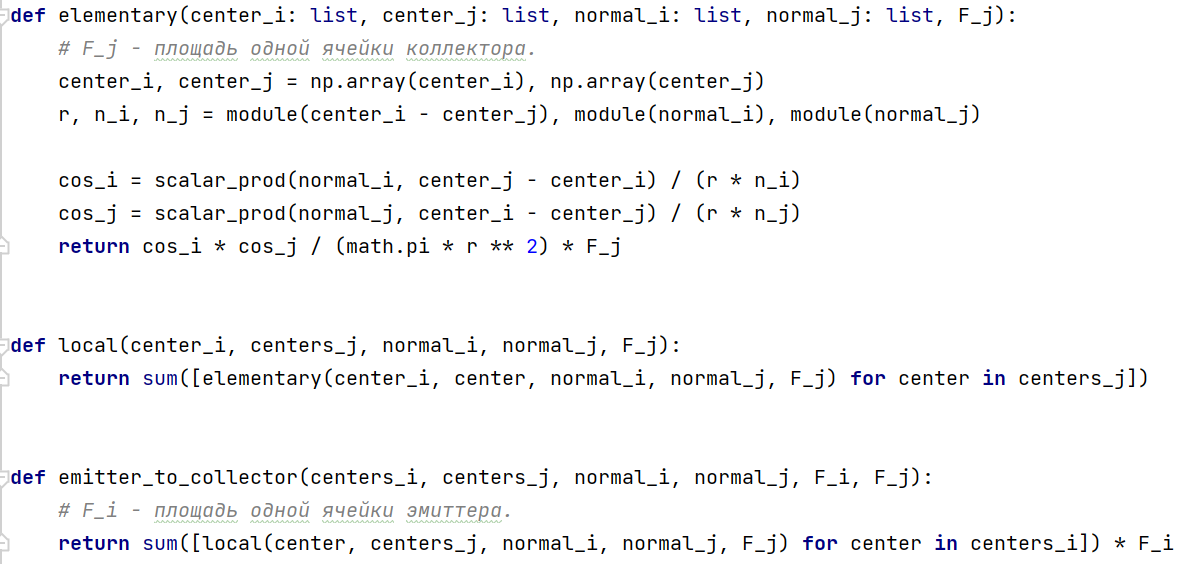 def elementary(center_i: list, center_j: list, normal_i: list, normal_j: list, F_j):
    # F_j - площадь одной ячейки коллектора.
    center_i, center_j = np.array(center_i), np.array(center_j)
    r, n_i, n_j = module(center_i - center_j), module(normal_i), module(normal_j)
    cos_i = scalar_prod(normal_i, center_j - center_i) / (r * n_i)
    cos_j = scalar_prod(normal_j, center_i - center_j) / (r * n_j)
    return cos_i * cos_j / (math.pi * r ** 2) * F_j
def local(center_i, centers_j, normal_i, normal_j, F_j):
    return sum([elementary(center_i, center, normal_i, normal_j, F_j) for center in centers_j])
def emitter_to_collector(centers_i, centers_j, normal_i, normal_j, F_i, F_j):
    # F_i - площадь одной ячейки эмиттера.
    return sum([local(center, centers_j, normal_i, normal_j, F_j) for center in centers_i]) * F_i